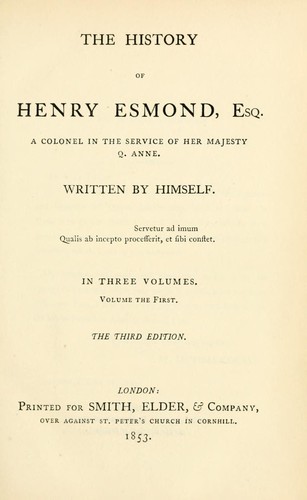 THE HISTORY
OF
HENRY ESMOND, ESQ.
A COLONEL IN THE SERVICE OF HER MAJESTY
Q. ANNE.
WRITTEN BY HIMSELF.
Servetur ad imum
Qualis ab incepto proceſſerit, et ſibi conſtet.
IN THREE VOLUMES.
VOLUME THE FIRST.
THE THIRD EDITION.
LONDON:
PRINTED FOR SMITH, ELDER, & COMPANY,
OVER AGAINST ST. PETER'S CHURCH IN CORNHILL.
1853.